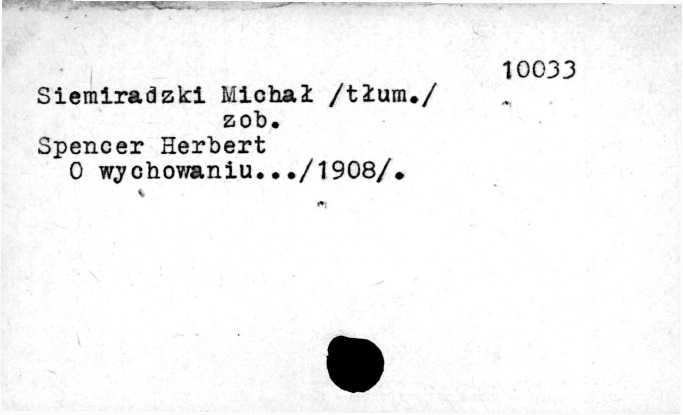 10033
Siemiradzki Michał /tłum./
zob.
Spencer Herbert
O wychowaniu.../1908/.